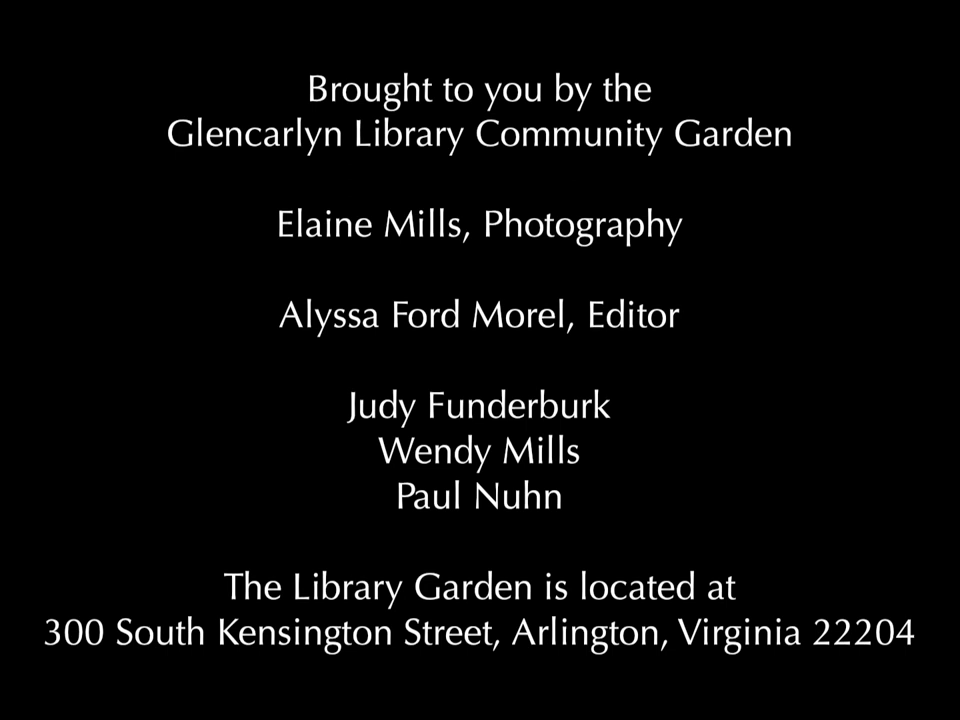 Brought to you by the
Glencarlyn Library Community Garden
Elaine Mills, Photography
Alyssa Ford Morel, Editor
Judy Funderburk
Wendy Mills
Paul Nuhn
The Library Garden is located at
300 South Kensington Street, Arlington, Virginia 22204